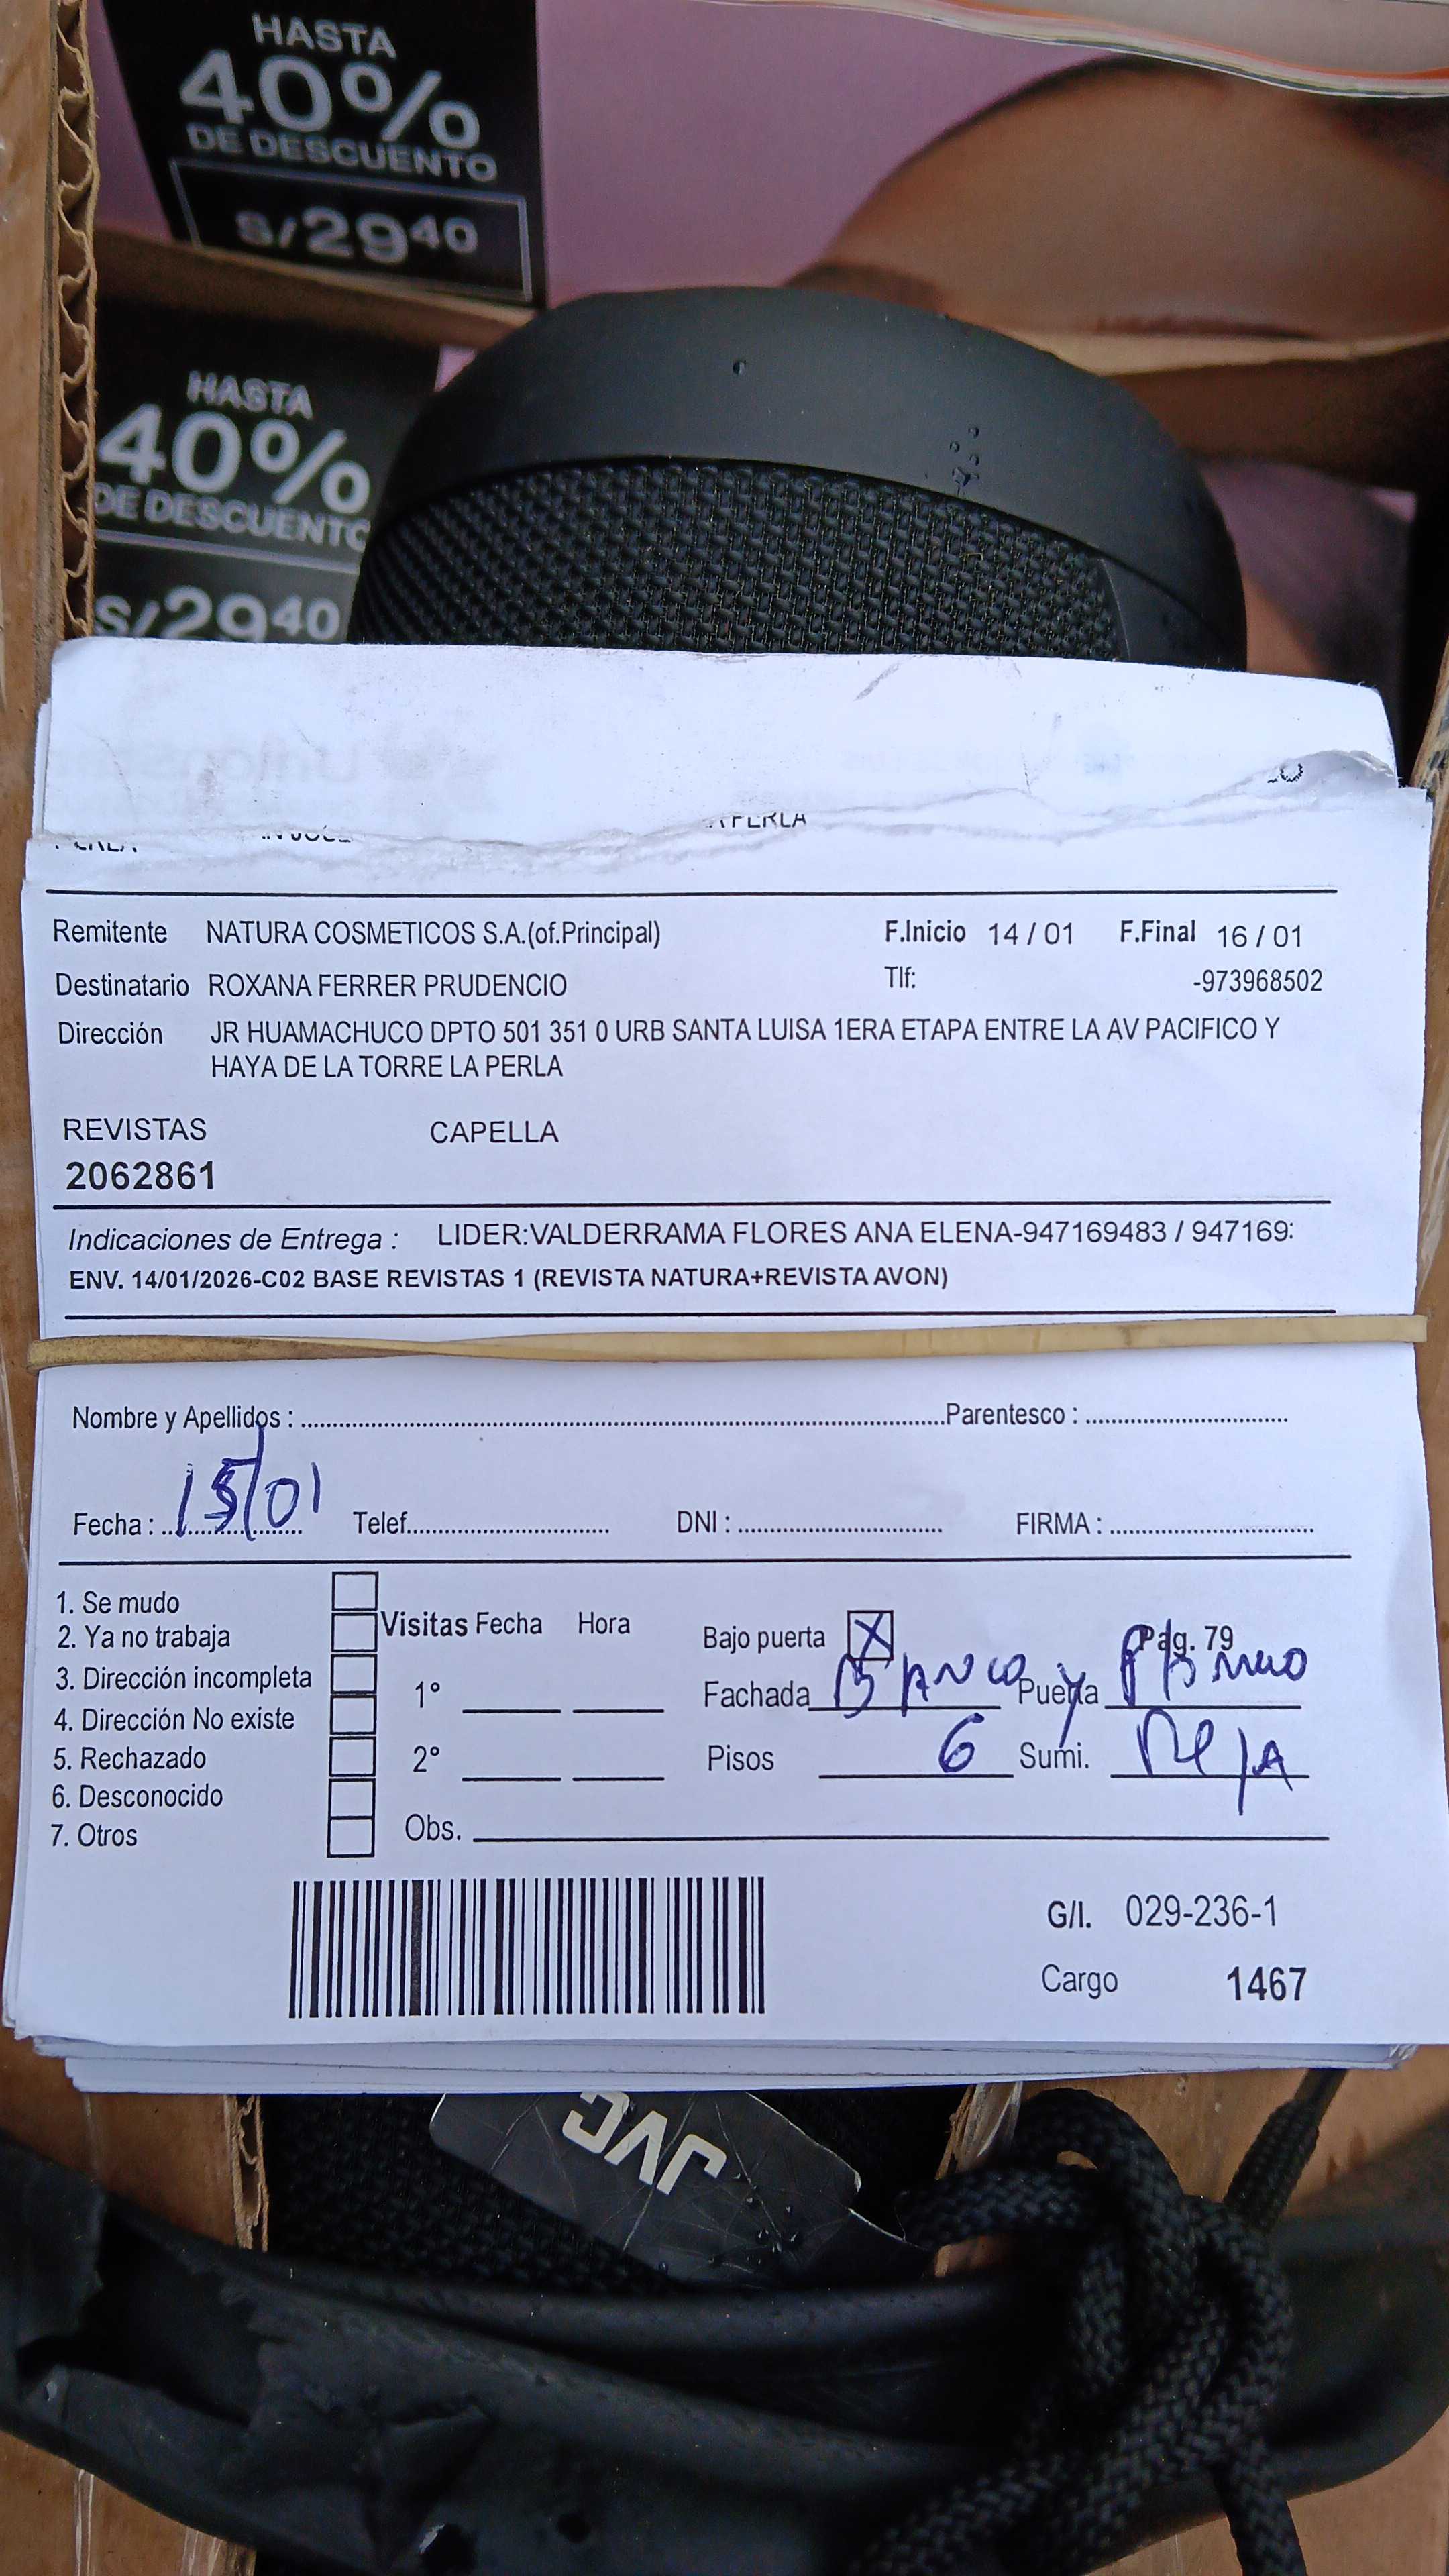 HASTA
40%
DE DESCUENTO
S/29⁴⁰
HASTA
40%
DE DESCUENTO
S/29⁴⁰
Remitente NATURA COSMETICOS S.A.(of.Principal) F.Inicio 14 / 01 F.Final 16 / 01
Destinatario ROXANA FERRER PRUDENCIO Tlf: -973968502
Dirección JR HUAMACHUCO DPTO 501 351 0 URB SANTA LUISA 1ERA ETAPA ENTRE LA AV PACIFICO Y
HAYA DE LA TORRE LA PERLA
REVISTAS CAPELLA
2062861
Indicaciones de Entrega : LIDER:VALDERRAMA FLORES ANA ELENA-947169483 / 947169:
ENV. 14/01/2026-C02 BASE REVISTAS 1 (REVISTA NATURA+REVISTA AVON)
Nombre y Apellidos : Parentesco :
Fecha : 15/01 Telef. DNI : FIRMA :
1. Se mudo
2. Ya no trabaja
3. Dirección incompleta
4. Dirección No existe
5. Rechazado
6. Desconocido
7. Otros
Visitas Fecha Hora
1°
2°
Obs.
Bajo puerta X Pag. 79
Fachada Puerta
Pisos 6 Sumi. Reja
G/I. 029-236-1
Cargo 1467
JVC